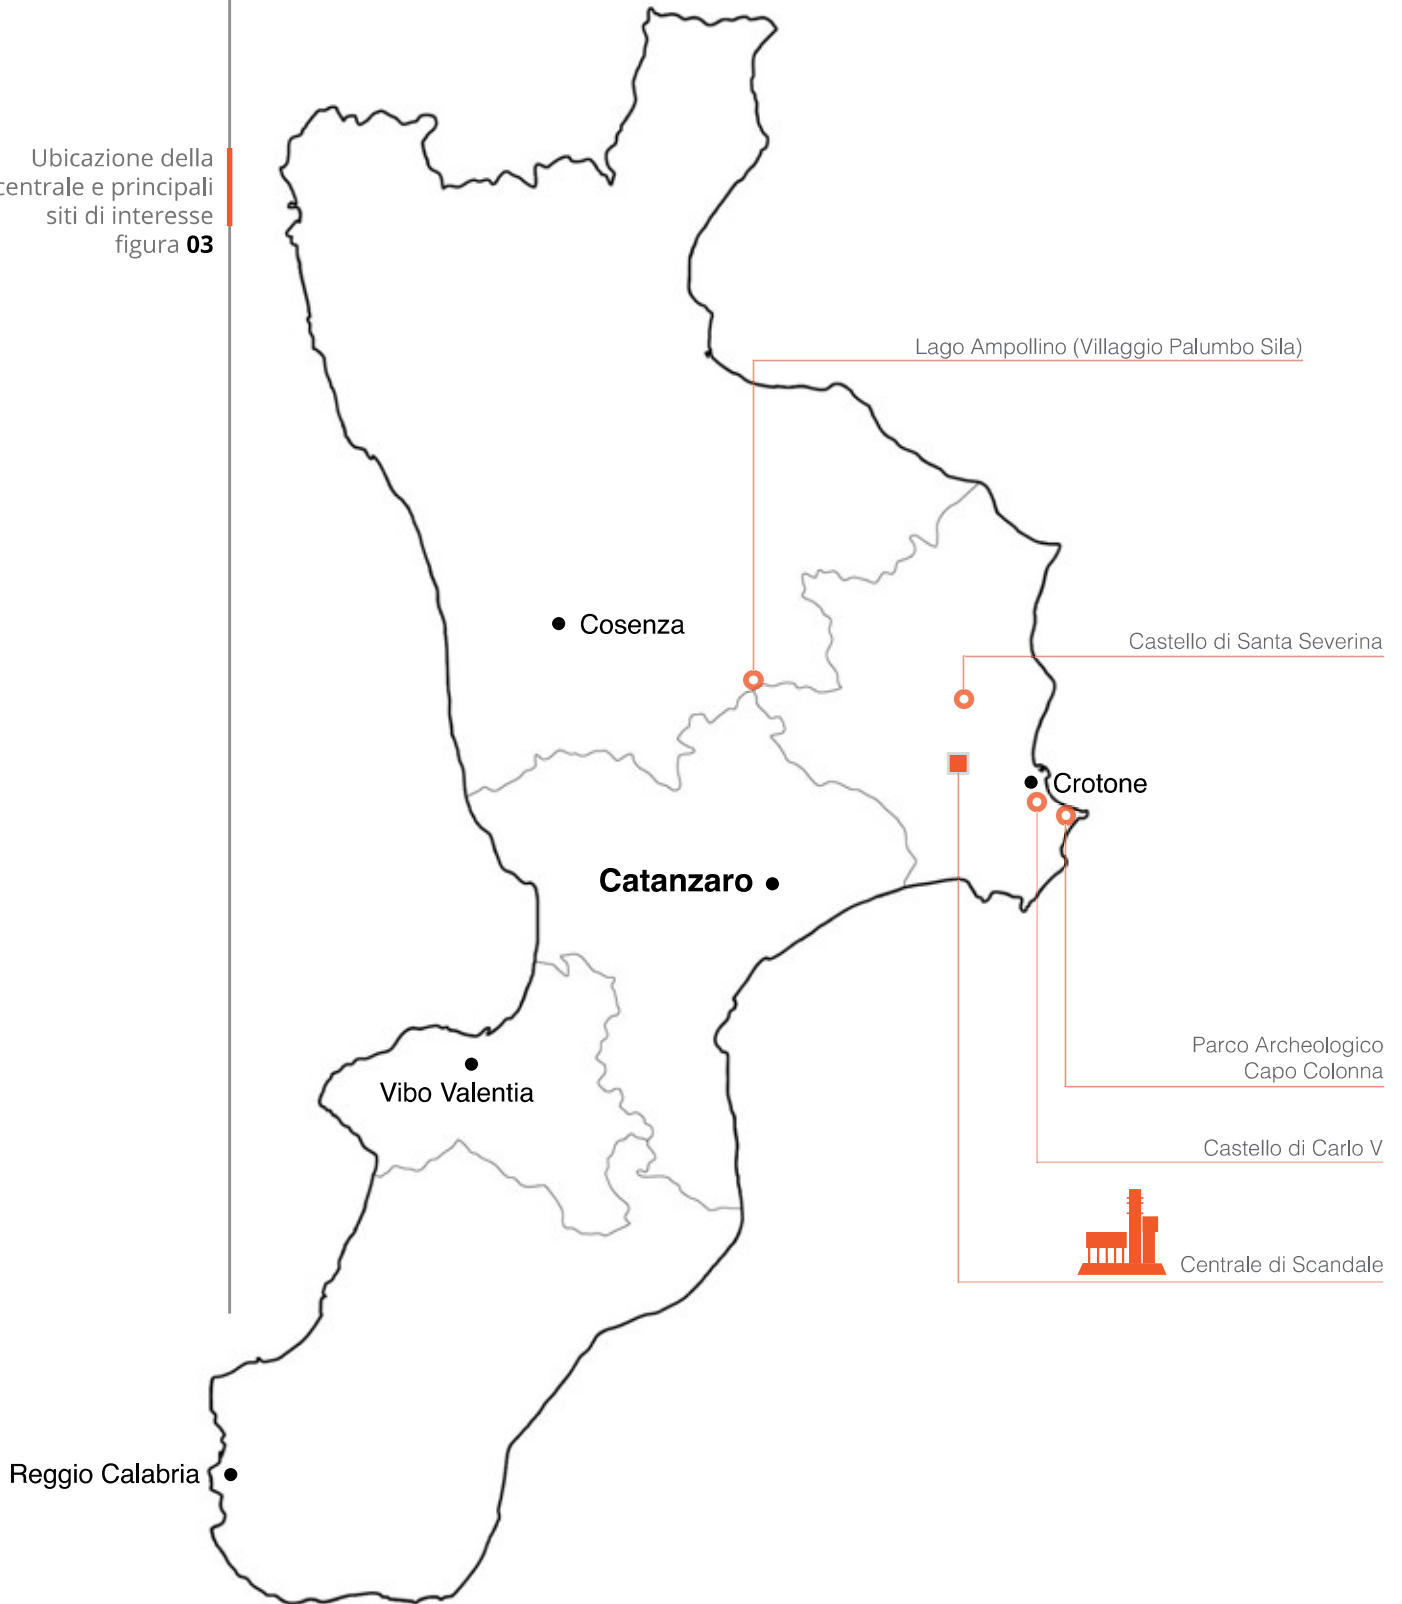 Ubicazione della
centrale e principali
siti di interesse
figura 03
Lago Ampollino (Villaggio Palumbo Sila)
Cosenza
Castello di Santa Severina
Crotone
Catanzaro
Parco Archeologico
Capo Colonna
Vibo Valentia
Castello di Carlo V
Centrale di Scandale
Reggio Calabria